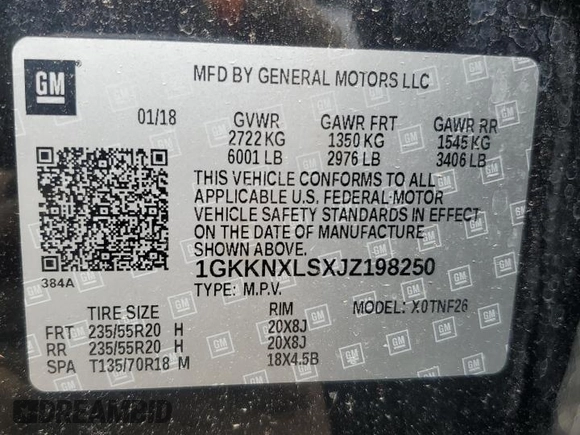 GM
MFD BY GENERAL MOTORS LLC
01/18 GVWR GAWR FRT GAWR RR
2722 KG 1350 KG 1545 KG
6001 LB 2976 LB 3406 LB
THIS VEHICLE CONFORMS TO ALL
APPLICABLE U.S. FEDERAL MOTOR
VEHICLE SAFETY STANDARDS IN EFFECT
ON THE DATE OF MANUFACTURE
SHOWN ABOVE.
384A
1GKKNXLSXJZ198250
TYPE: M.P.V. MODEL: X0TNF26
TIRE SIZE RIM
FRT 235/55R20 H 20X8J
RR 235/55R20 H 20X8J
SPA T135/70R18 M 18X4.5B
DREAMBID